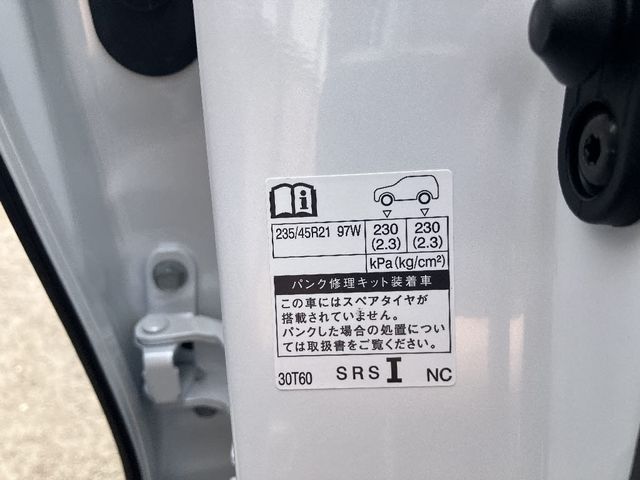 i
235/45R21 97W 230 (2.3) 230 (2.3)
kPa(kg/cm²)
パンク修理キット装着車
この車にはスペアタイヤが
搭載されていません。
パンクした場合の処置につい
ては取扱書をご覧ください。
30T60 SRS I NC